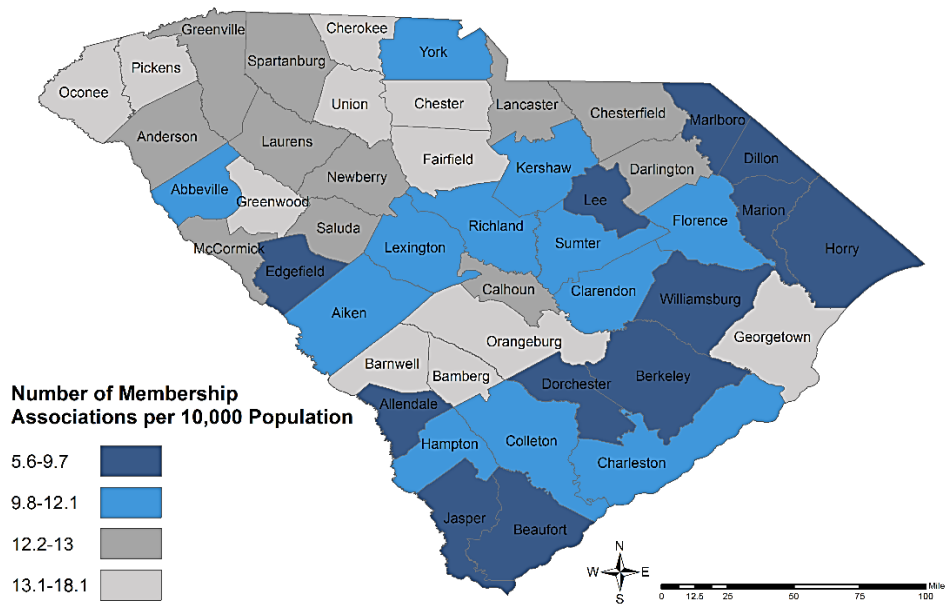 Cherokee
Greenville
York
Spartanburg
Pickens
Oconee
Union
Chester
Lancaster
Chesterfield
Marlboro
Anderson
Laurens
Dillon
Fairfield
Kershaw
Darlington
Newberry
Abbeville
Greenwood
Lee
Marion
Florence
Saluda
Richland
Sumter
Horry
McCormick
Lexington
Edgefield
Clarendon
Calhoun
Williamsburg
Aiken
Orangeburg
Georgetown
Barnwell
Bamberg
Dorchester
Berkeley
Allendale
Hampton
Colleton
Charleston
Jasper
Beaufort
Number of Membership
Associations per 10,000 Population
5.6-9.7
9.8-12.1
12.2-13
13.1-18.1
N
W E
S
Mile
0 12.5 25 50 75 100